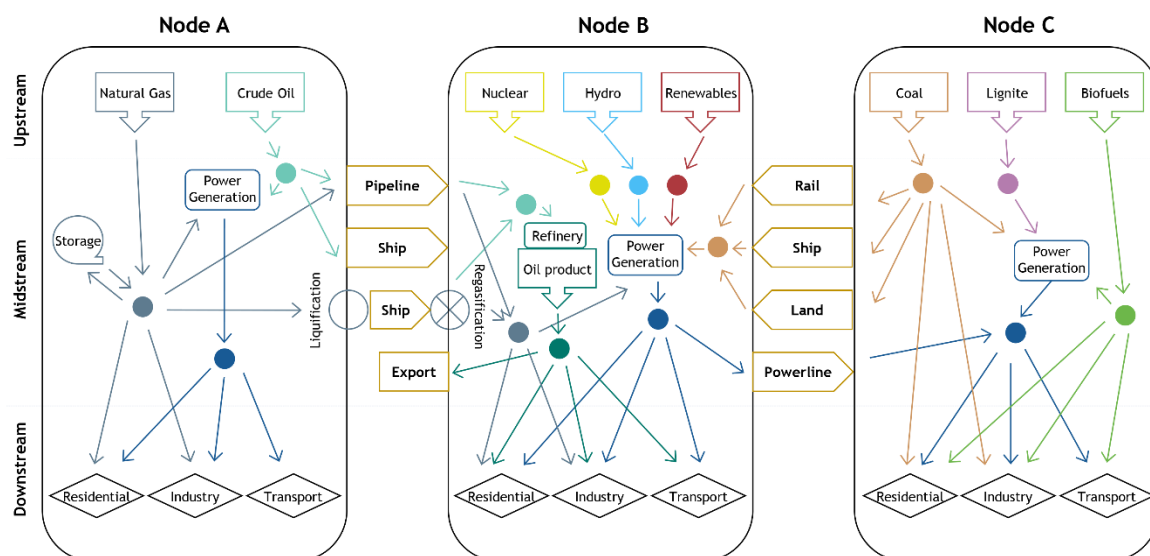 Node A
Node B
Node C
Upstream
Natural Gas
Crude Oil
Nuclear
Hydro
Renewables
Coal
Lignite
Biofuels
Midstream
Power
Generation
Storage
Liquification
Pipeline
Ship
Ship
Export
Regasification
Refinery
Oil product
Power
Generation
Rail
Ship
Land
Powerline
Power
Generation
Downstream
Residential
Industry
Transport
Residential
Industry
Transport
Residential
Industry
Transport